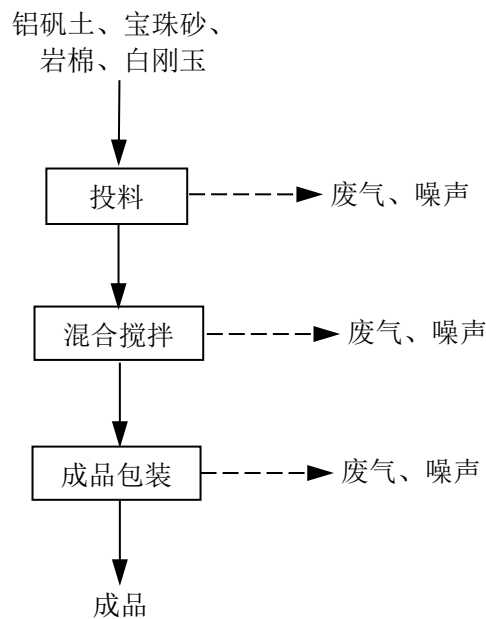 铝矾土、宝珠砂、
岩棉、白刚玉
投料
废气、噪声
混合搅拌
废气、噪声
成品包装
废气、噪声
成品